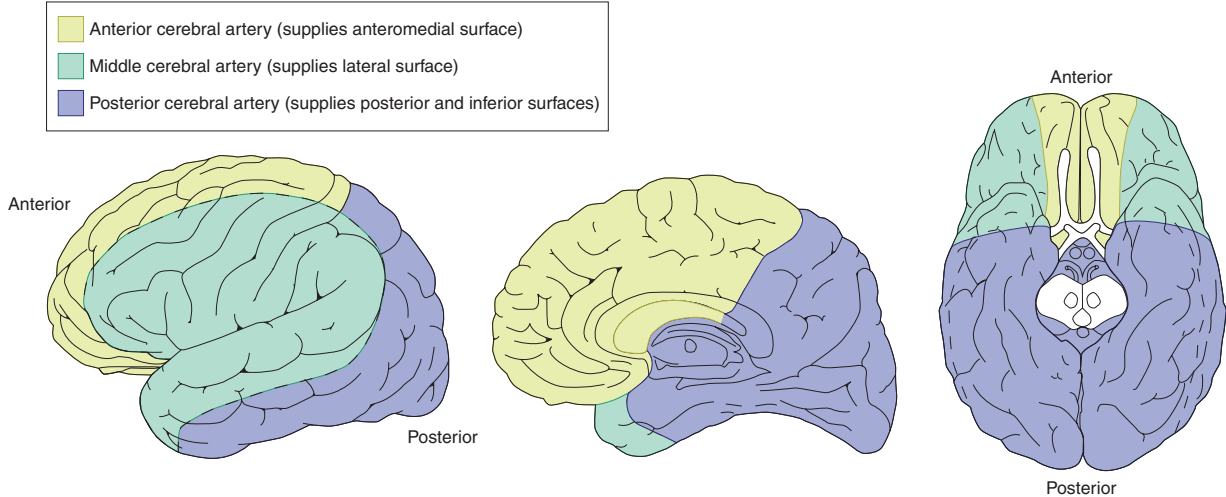 Anterior cerebral artery (supplies anteromedial surface)
Middle cerebral artery (supplies lateral surface)
Posterior cerebral artery (supplies posterior and inferior surfaces)
Anterior
Anterior
Posterior
Posterior